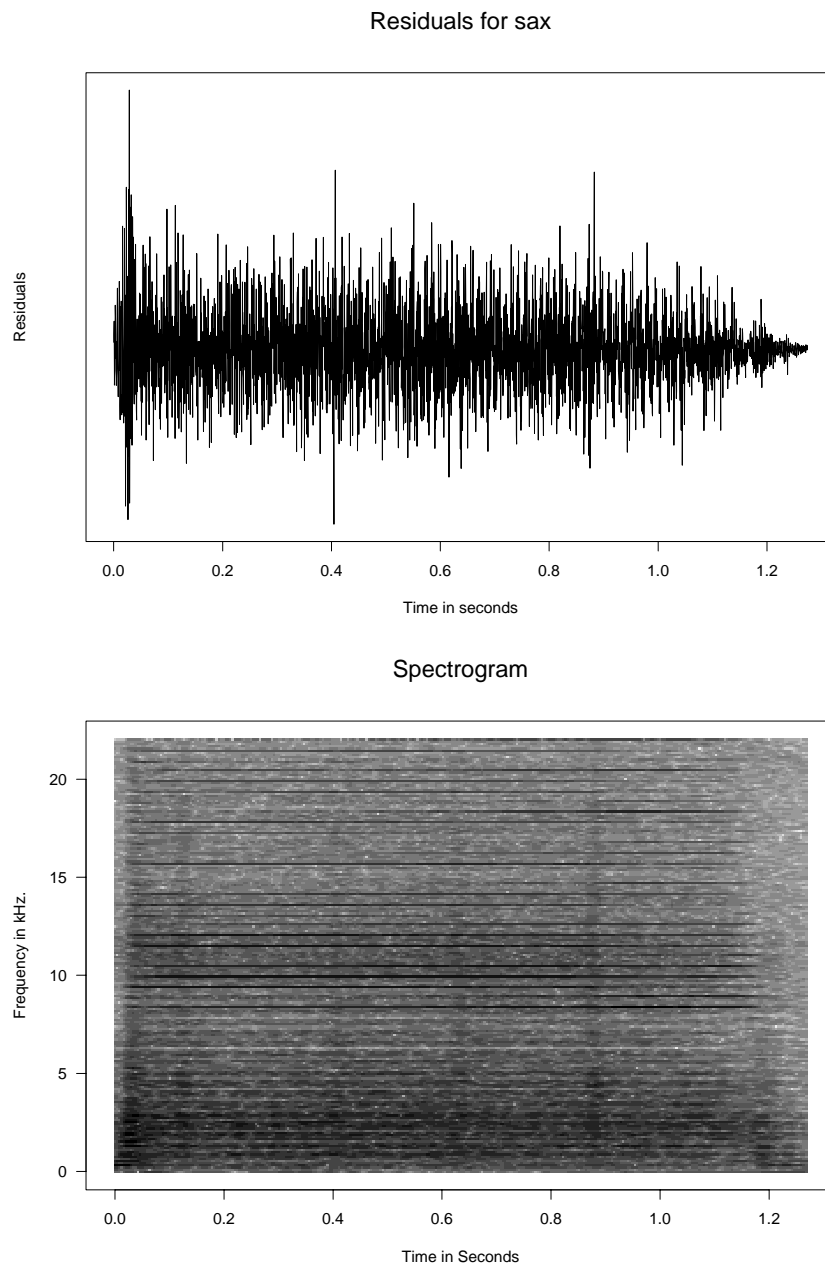 Residuals for sax
Residuals
0.0 0.2 0.4 0.6 0.8 1.0 1.2
Time in seconds
Spectrogram
Frequency in kHz.
20
15
10
5
0
0.0 0.2 0.4 0.6 0.8 1.0 1.2
Time in Seconds